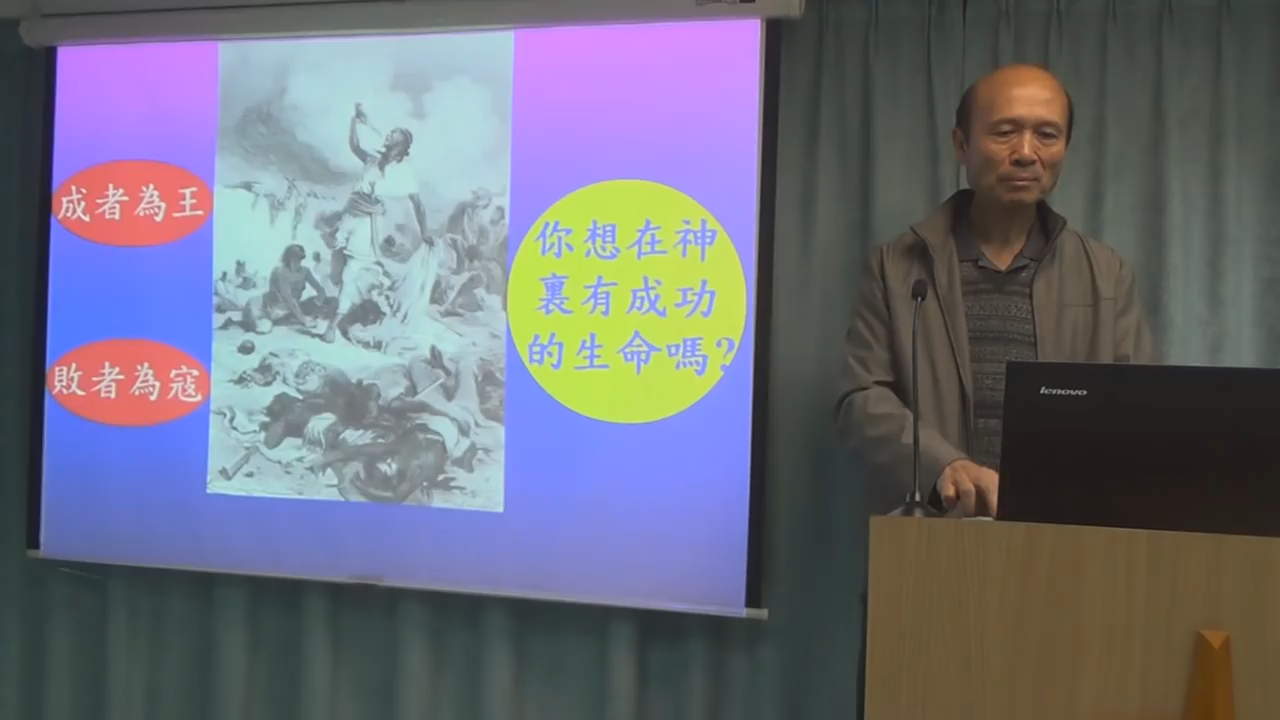 成者為王
敗者為寇
你想在神
裏有成功
的生命嗎?
lenovo